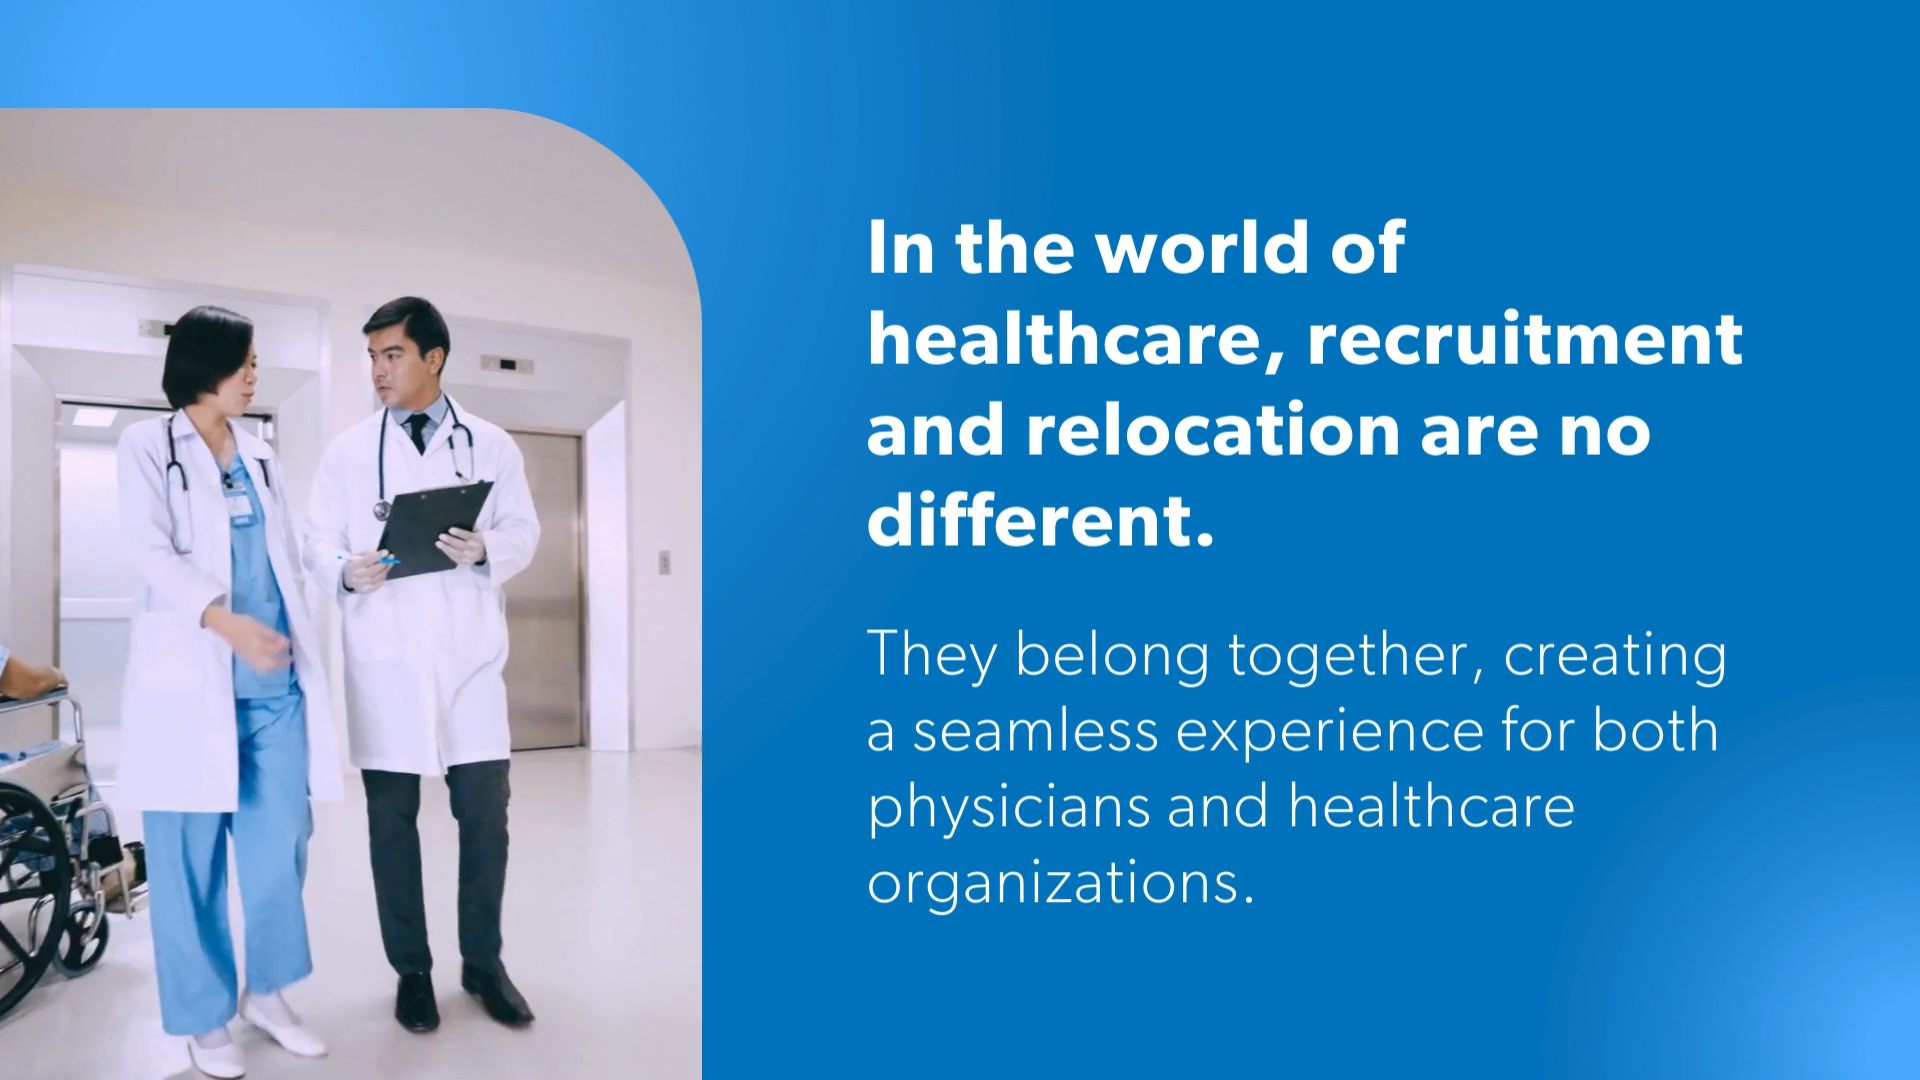 In the world of
healthcare, recruitment
and relocation are no
different.
They belong together, creating
a seamless experience for both
physicians and healthcare
organizations.